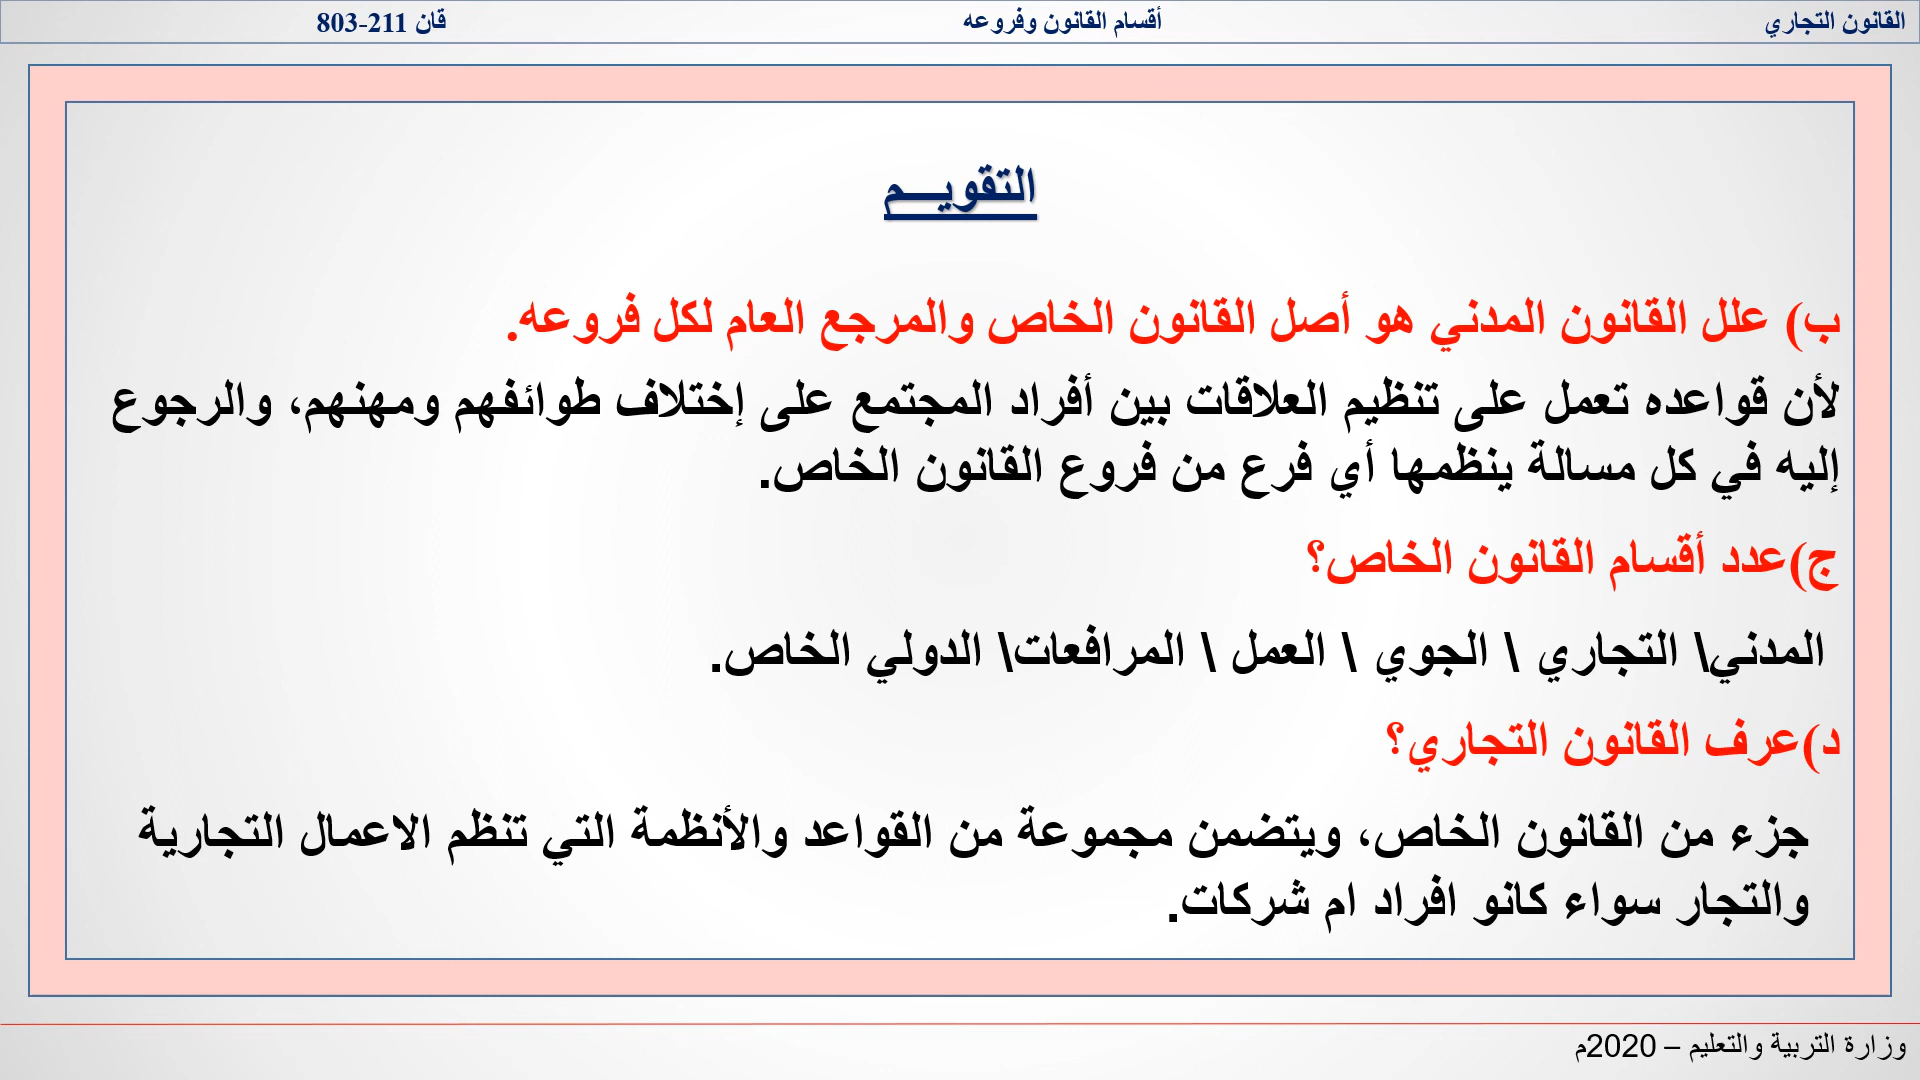 القانون التجاري
أقسام القانون وفروعه
قان 211-803
التقويـــم
ب) علل القانون المدني هو أصل القانون الخاص والمرجع العام لكل فروعه.
لأن قواعده تعمل على تنظيم العلاقات بين أفراد المجتمع على إختلاف طوائفهم ومهنهم، والرجوع
إليه في كل مسالة ينظمها أي فرع من فروع القانون الخاص.
ج)عدد أقسام القانون الخاص؟
المدني\ التجاري \ الجوي \ العمل \ المرافعات\ الدولي الخاص.
د)عرف القانون التجاري؟
جزء من القانون الخاص، ويتضمن مجموعة من القواعد والأنظمة التي تنظم الاعمال التجارية
والتجار سواء كانو افراد ام شركات.
وزارة التربية والتعليم – 2020م